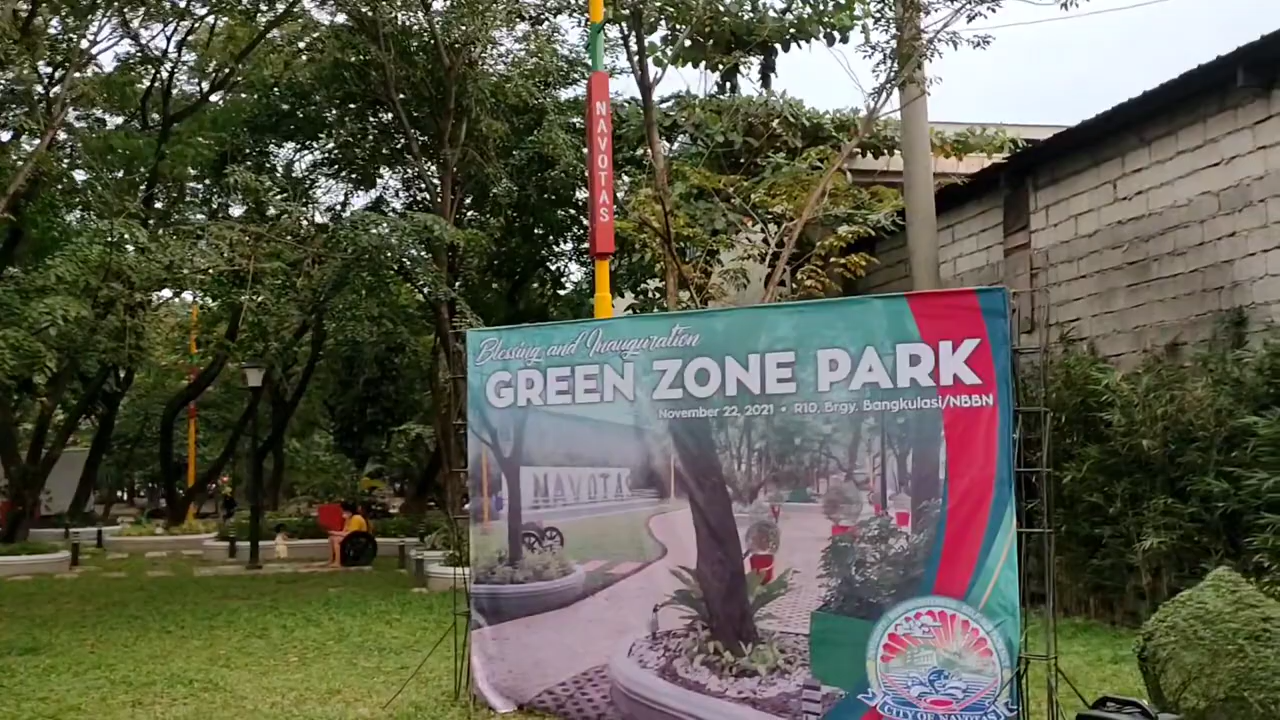 NAVOTAS
Blessing and Inauguration
GREEN ZONE PARK
November 22, 2021 • R10, Brgy. Bangkulasi/NBBN
NAVOTAS
CITY OF NAVOTAS